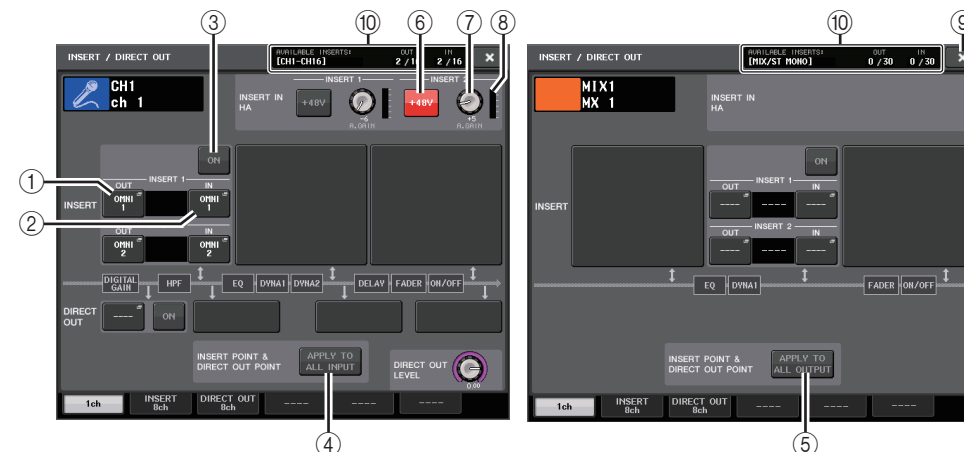 ③ ⑩ ⑥ ⑦ ⑧
INSERT / DIRECT OUT
AVAILABLE INSERTS: OUT IN
[CH1-CH16] 2 /16 2 /16
CH1
ch 1
INSERT IN
HA
INSERT 1 INSERT 2
+48V -6 +48V +5
A.GAIN A.GAIN
ON
①
②
INSERT
INSERT 1
OUT IN
OMNI
1
OMNI
1
OUT IN
OMNI
2
OMNI
2
DIGITAL
GAIN
HPF EQ DYNA1 DYNA2 DELAY FADER ON/OFF
DIRECT
OUT
---- ON
INSERT POINT &
DIRECT OUT POINT
APPLY TO
ALL INPUT
DIRECT OUT
LEVEL
0.00
1ch
INSERT
8ch
DIRECT OUT
8ch
---- ---- ----
④
⑩ ⑨
INSERT / DIRECT OUT
AVAILABLE INSERTS: OUT IN
[MIX/ST MONO] 0 /30 0 /30
MIX1
MX 1
INSERT IN
HA
ON
INSERT
INSERT 1
OUT IN
---- ---- ----
INSERT 2
OUT IN
---- ---- ----
EQ DYNA1 FADER ON/OFF
INSERT POINT &
DIRECT OUT POINT
APPLY TO
ALL OUTPUT
1ch
INSERT
8ch
DIRECT OUT
8ch
---- ---- ----
⑤